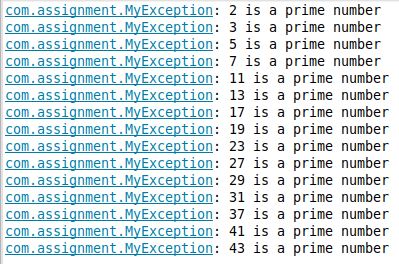 com.assignment.MyException: 2 is a prime number
com.assignment.MyException: 3 is a prime number
com.assignment.MyException: 5 is a prime number
com.assignment.MyException: 7 is a prime number
com.assignment.MyException: 11 is a prime number
com.assignment.MyException: 13 is a prime number
com.assignment.MyException: 17 is a prime number
com.assignment.MyException: 19 is a prime number
com.assignment.MyException: 23 is a prime number
com.assignment.MyException: 27 is a prime number
com.assignment.MyException: 29 is a prime number
com.assignment.MyException: 31 is a prime number
com.assignment.MyException: 37 is a prime number
com.assignment.MyException: 41 is a prime number
com.assignment.MyException: 43 is a prime number